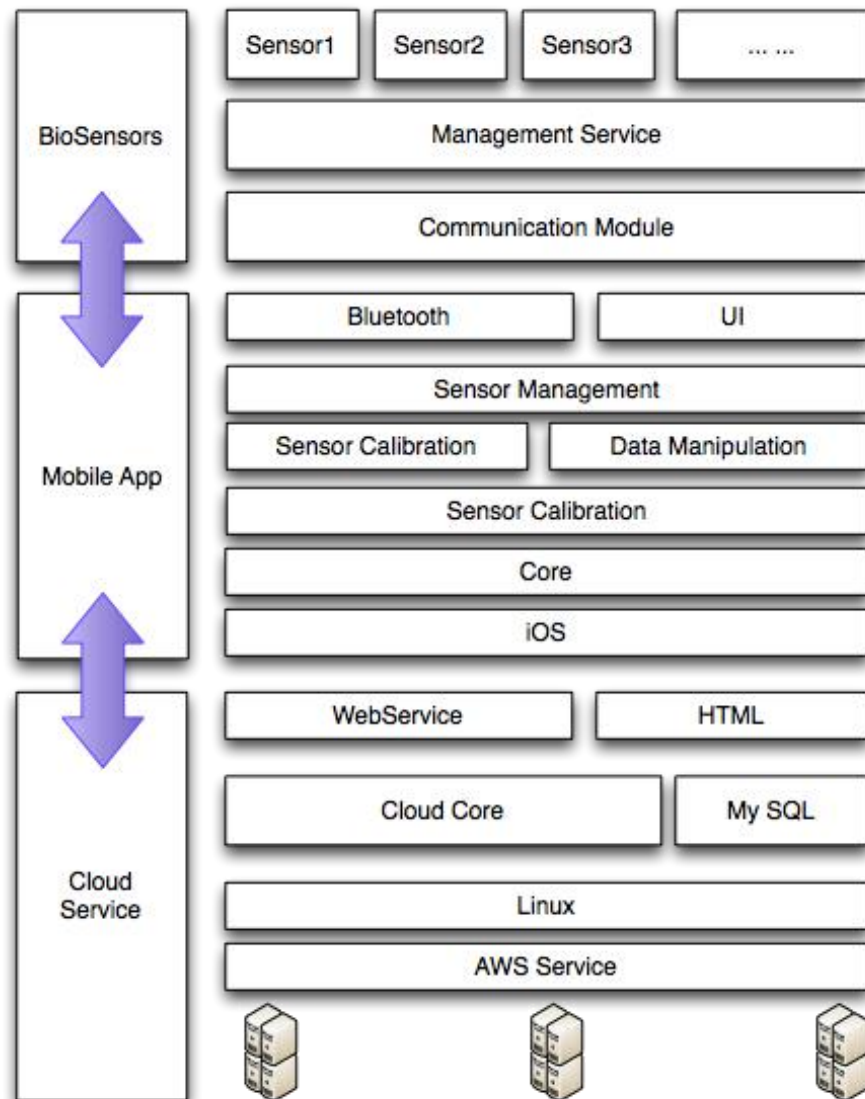 Sensor1
Sensor2
Sensor3
... ...
BioSensors
Management Service
Communication Module
Bluetooth
UI
Sensor Management
Sensor Calibration
Data Manipulation
Mobile App
Sensor Calibration
Core
iOS
WebService
HTML
Cloud Core
My SQL
Cloud
Service
Linux
AWS Service